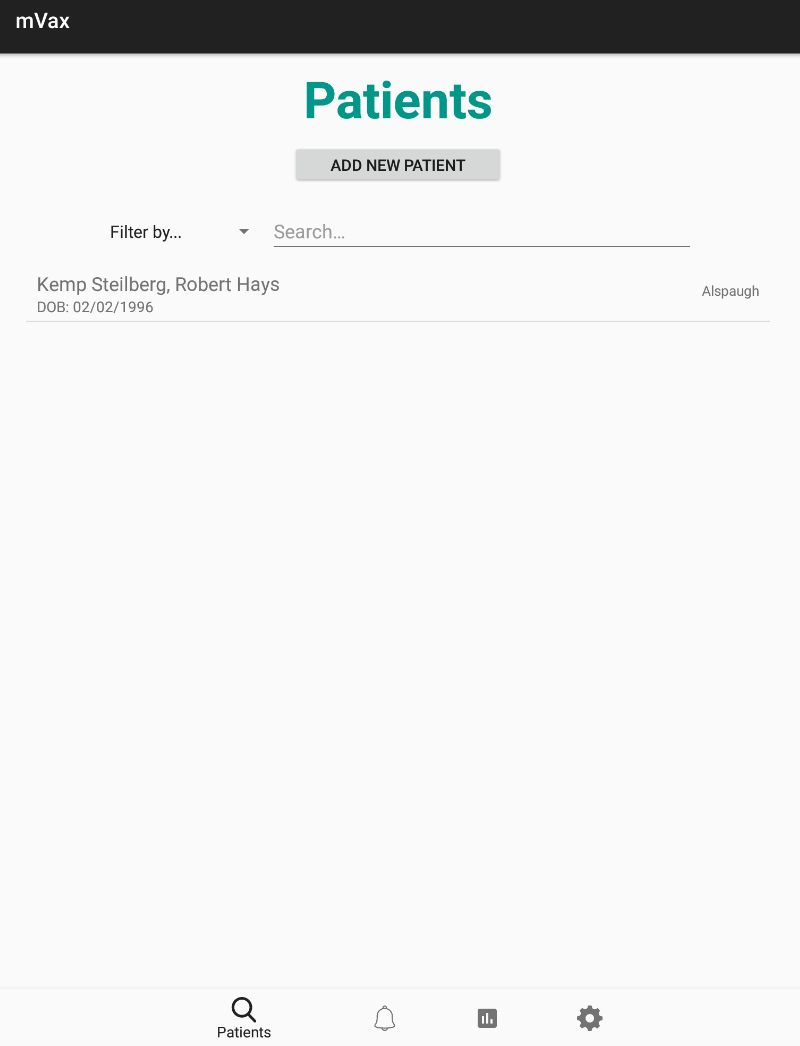 mVax
Patients
ADD NEW PATIENT
Filter by...
Search...
Kemp Steilberg, Robert Hays
Alspaugh
DOB: 02/02/1996
Patients